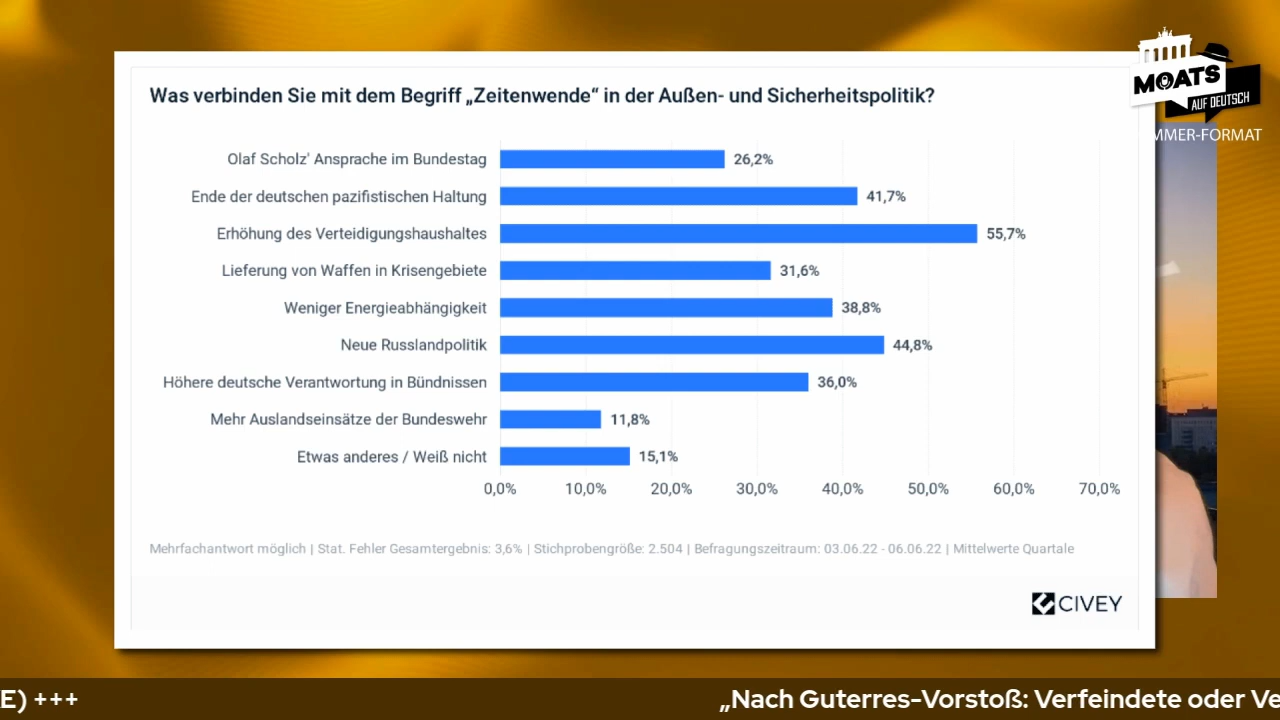 MOATS
AUF DEUTSCH
MMER-FORMAT
Was verbinden Sie mit dem Begriff „Zeitenwende“ in der Außen- und Sicherheitspolitik?
Olaf Scholz' Ansprache im Bundestag 26,2%
Ende der deutschen pazifistischen Haltung 41,7%
Erhöhung des Verteidigungshaushaltes 55,7%
Lieferung von Waffen in Krisengebiete 31,6%
Weniger Energieabhängigkeit 38,8%
Neue Russlandpolitik 44,8%
Höhere deutsche Verantwortung in Bündnissen 36,0%
Mehr Auslandseinsätze der Bundeswehr 11,8%
Etwas anderes / Weiß nicht 15,1%
0,0% 10,0% 20,0% 30,0% 40,0% 50,0% 60,0% 70,0%
Mehrfachantwort möglich | Stat. Fehler Gesamtergebnis: 3,6% | Stichprobengröße: 2.504 | Befragungszeitraum: 03.06.22 - 06.06.22 | Mittelwerte Quartale
CIVEY
E) +++ „Nach Guterres-Vorstoß: Verfeindete oder Ve